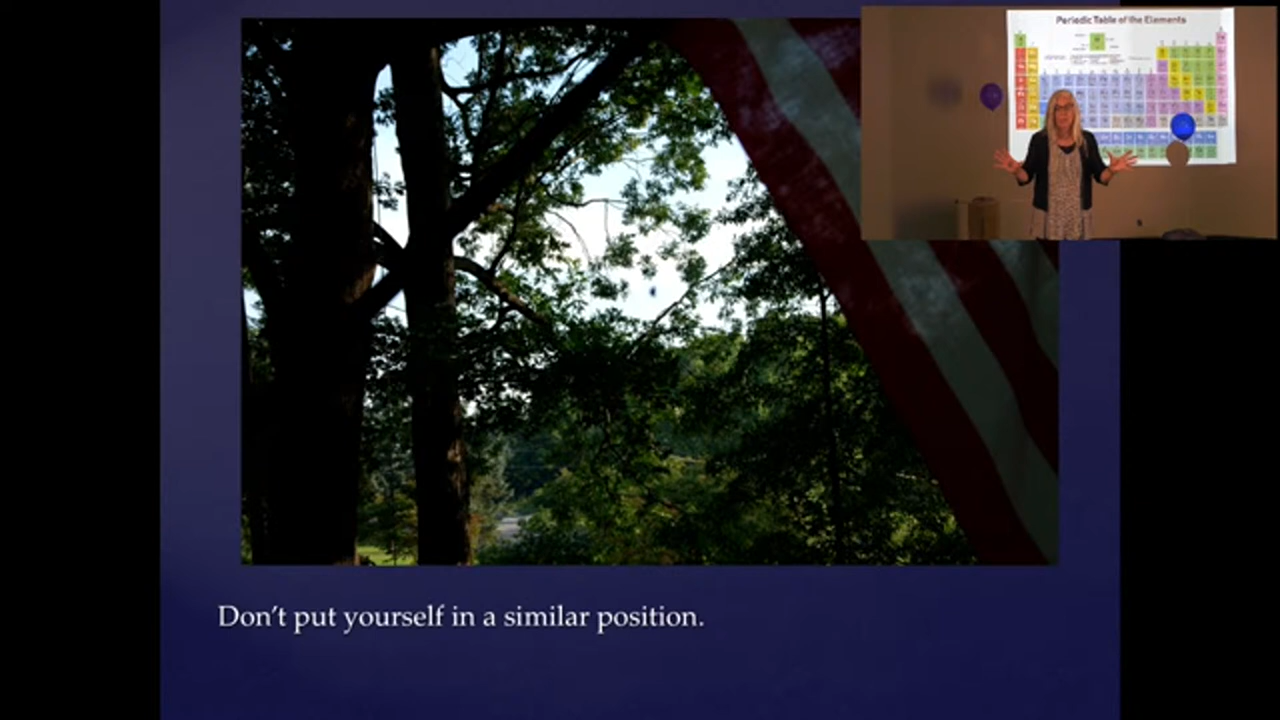 Periodic Table of the Elements
Don't put yourself in a similar position.